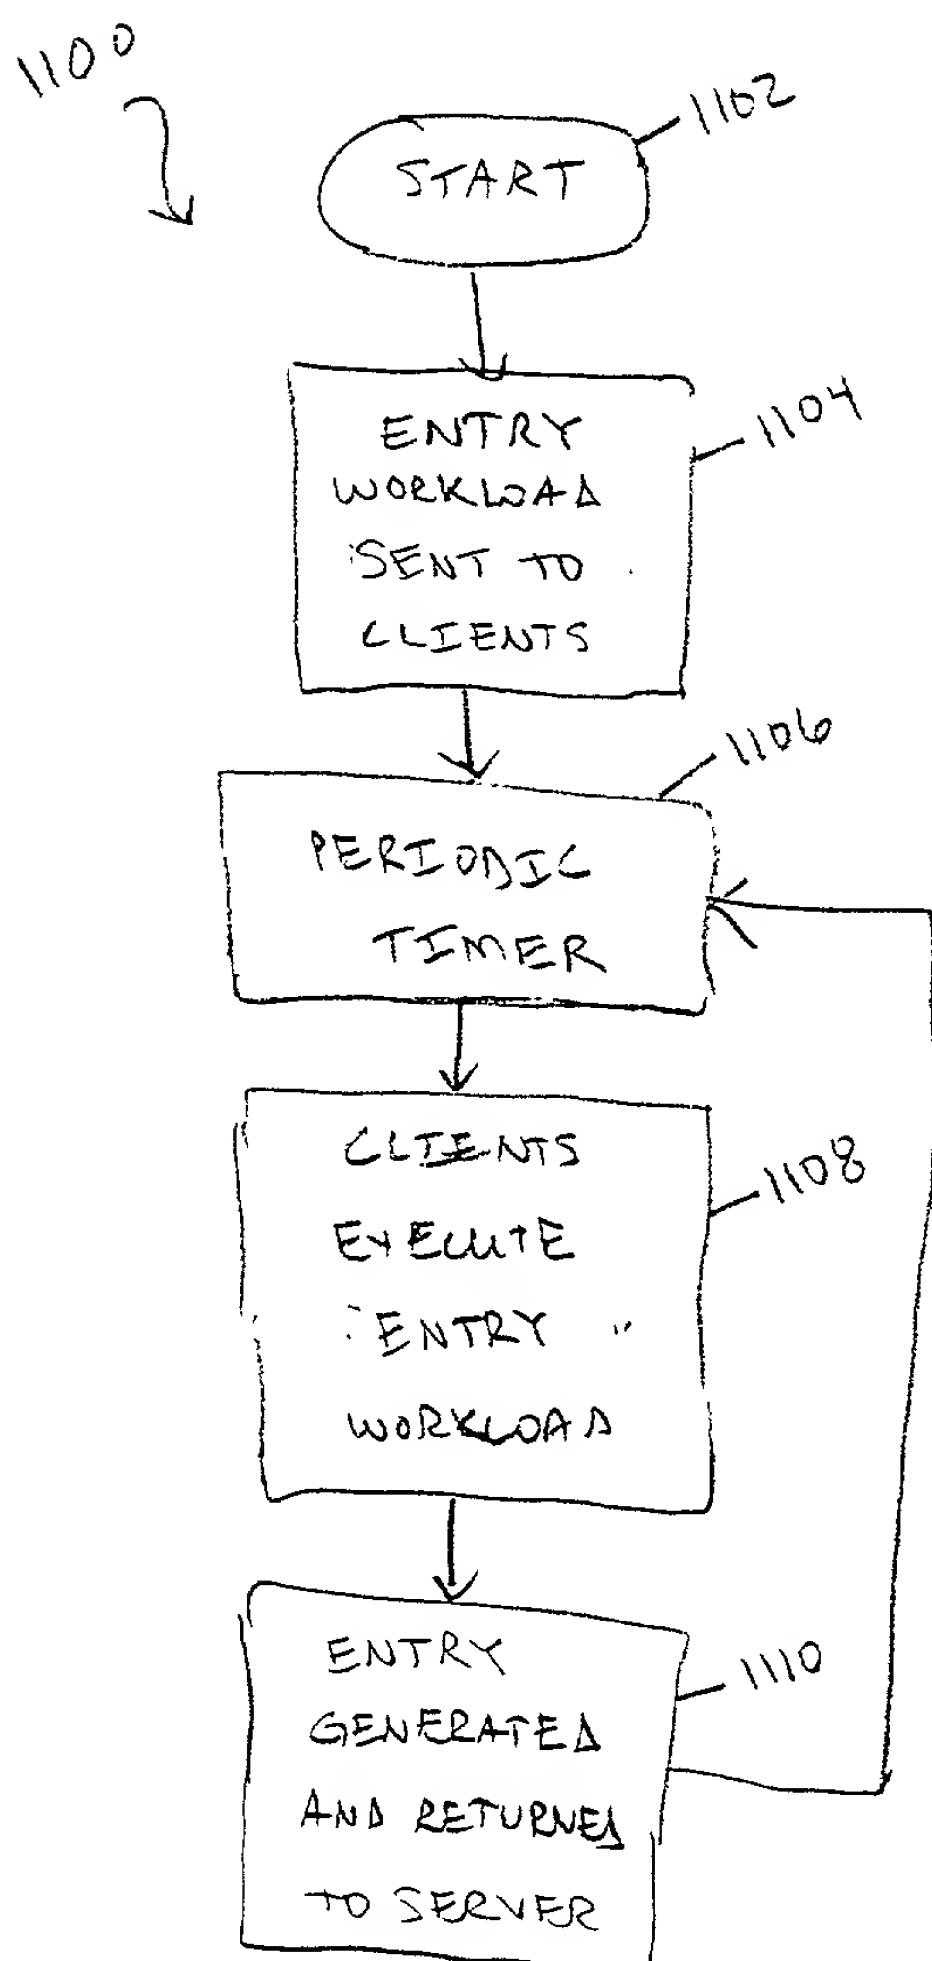 1100
1102
START
1104
ENTRY
WORKLOAD
SENT TO
CLIENTS
1106
PERIODIC
TIMER
1108
CLIENTS
EXECUTE
ENTRY
WORKLOAD
1110
ENTRY
GENERATED
AND RETURNED
TO SERVER